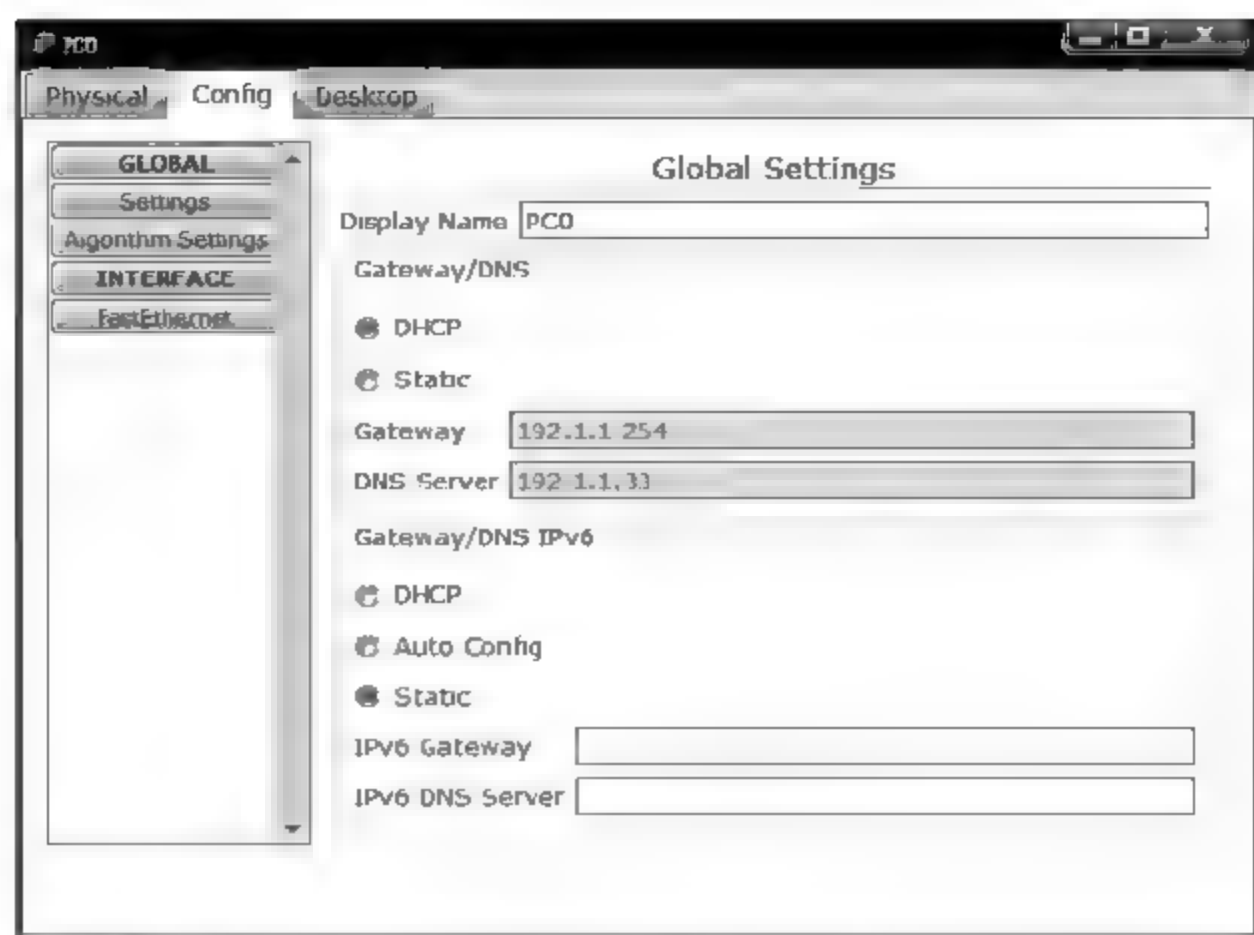 PC0
Physical Config Desktop
GLOBAL
Settings
Algorithm Settings
INTERFACE
FastEthernet
Global Settings
Display Name PC0
Gateway/DNS
DHCP
Static
Gateway 192.1.1.254
DNS Server 192.1.1.33
Gateway/DNS IPv6
DHCP
Auto Config
Static
IPv6 Gateway
IPv6 DNS Server